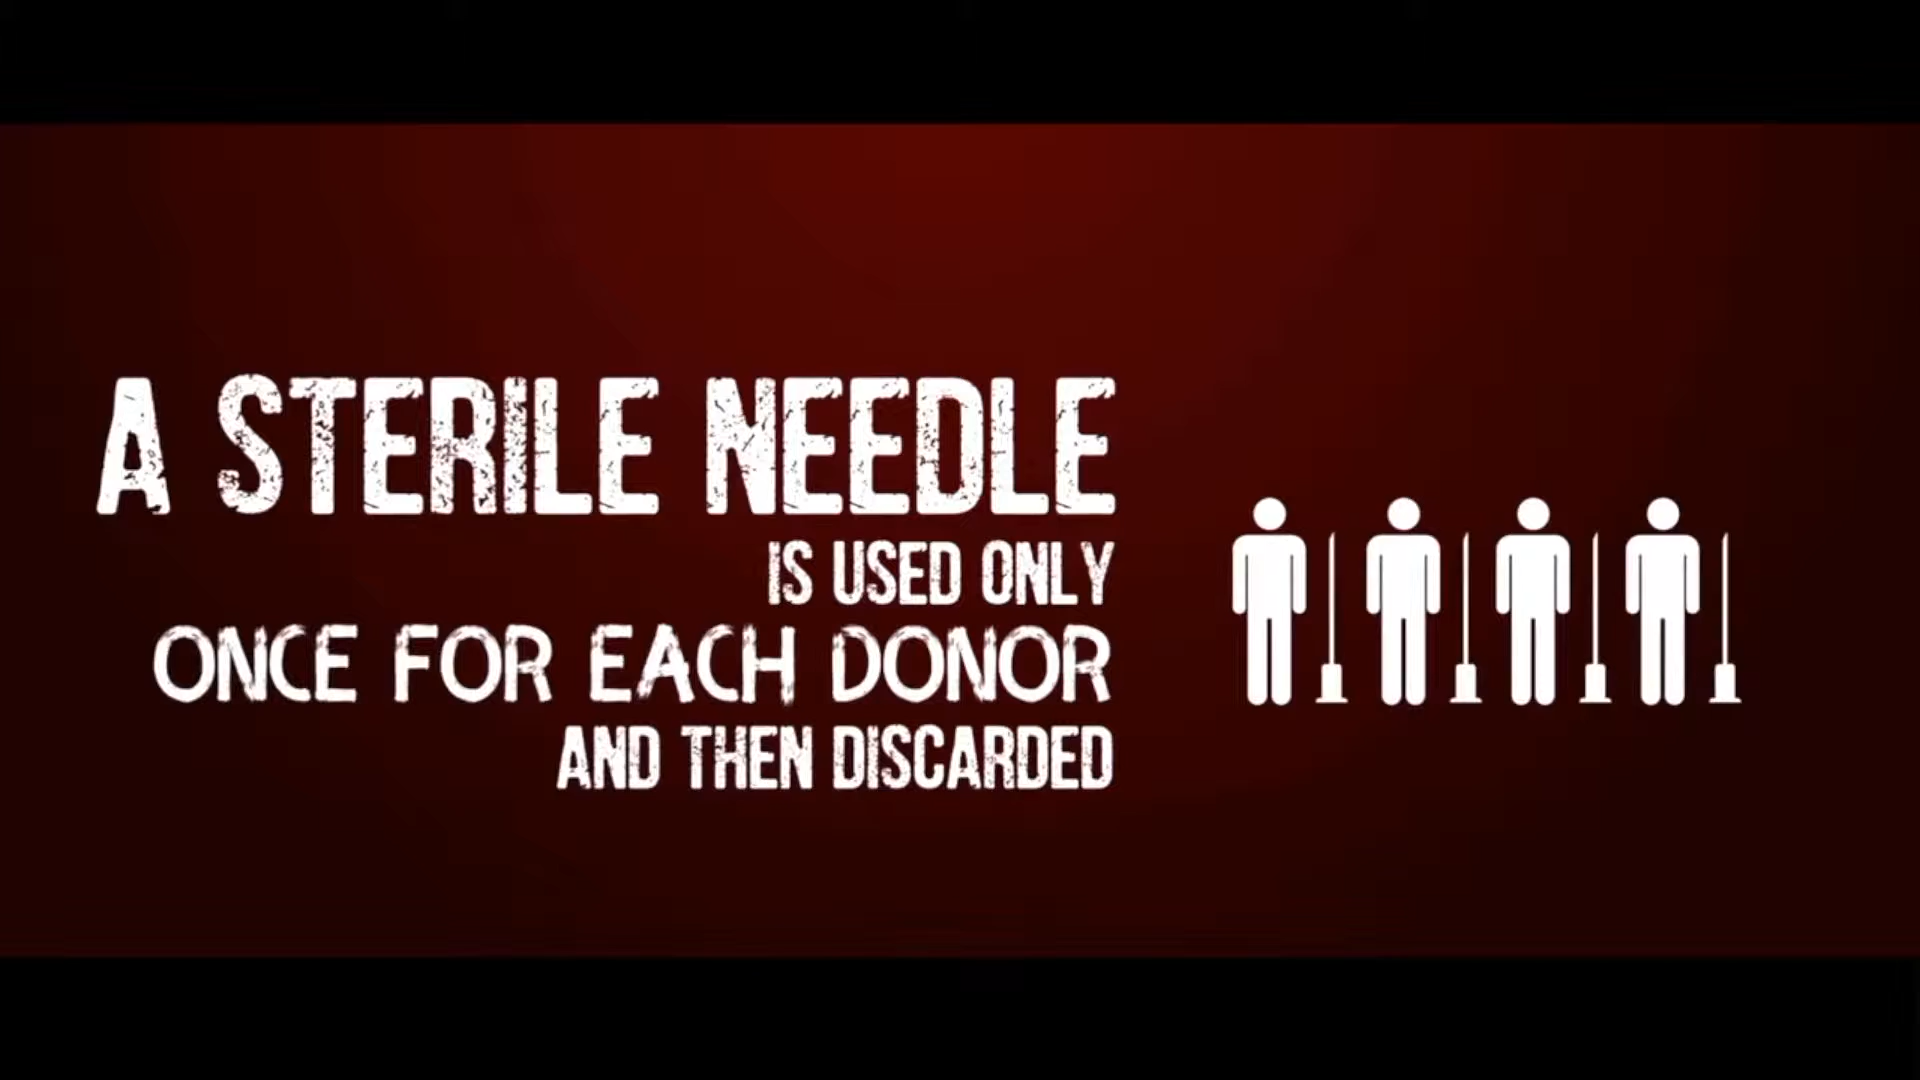 A STERILE NEEDLE
IS USED ONLY
ONCE FOR EACH DONOR
AND THEN DISCARDED